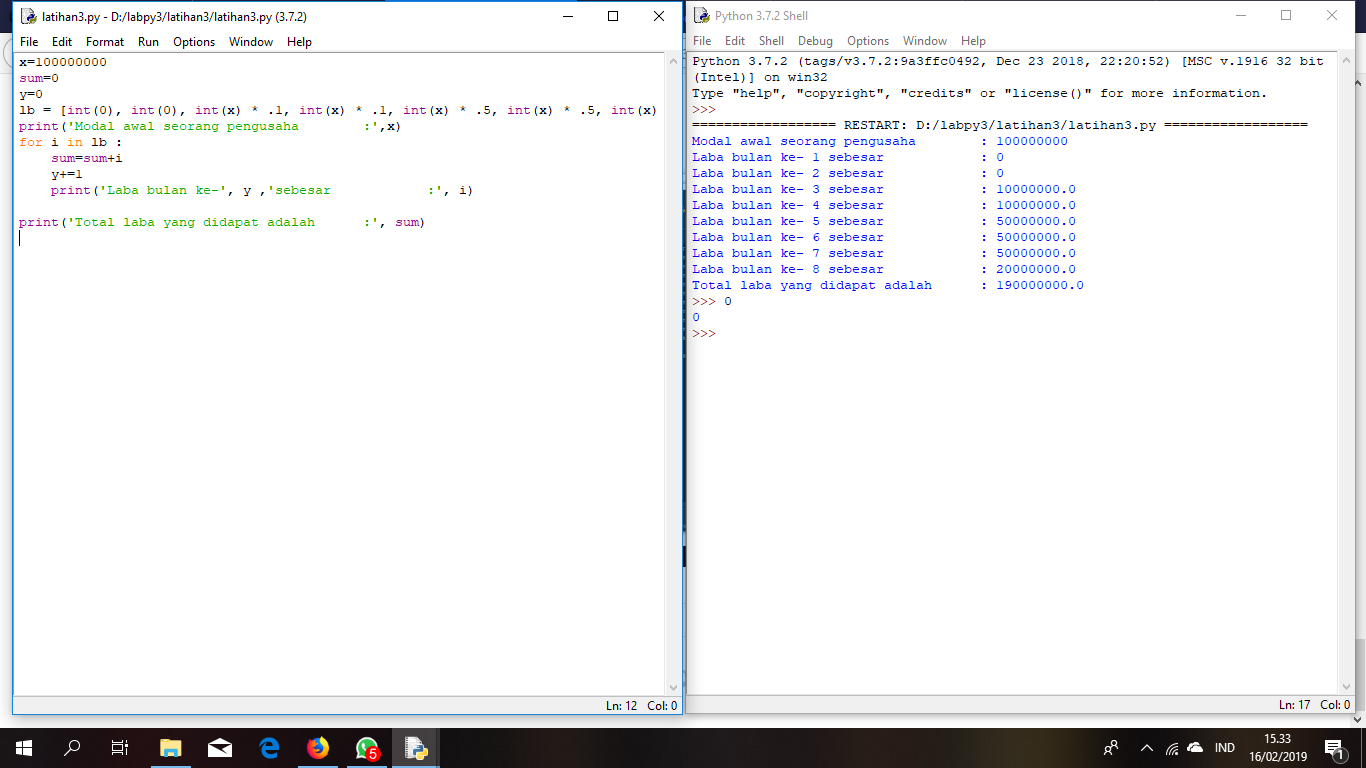 latihan3.py - D:/labpy3/latihan3/latihan3.py (3.7.2)
File Edit Format Run Options Window Help
x=100000000
sum=0
y=0
lb = [int(0), int(0), int(x) * .1, int(x) * .1, int(x) * .5, int(x) * .5, int(x)
print('Modal awal seorang pengusaha        :',x)
for i in lb :
    sum=sum+i
    y+=1
    print('Laba bulan ke-', y ,'sebesar            :', i)
print('Total laba yang didapat adalah      :', sum)
Ln: 12 Col: 0
Python 3.7.2 Shell
File Edit Shell Debug Options Window Help
Python 3.7.2 (tags/v3.7.2:9a3ffc0492, Dec 23 2018, 22:20:52) [MSC v.1916 32 bit
(Intel)] on win32
Type "help", "copyright", "credits" or "license()" for more information.
>>>
================== RESTART: D:/labpy3/latihan3/latihan3.py ==================
Modal awal seorang pengusaha        : 100000000
Laba bulan ke- 1 sebesar            : 0
Laba bulan ke- 2 sebesar            : 0
Laba bulan ke- 3 sebesar            : 10000000.0
Laba bulan ke- 4 sebesar            : 10000000.0
Laba bulan ke- 5 sebesar            : 50000000.0
Laba bulan ke- 6 sebesar            : 50000000.0
Laba bulan ke- 7 sebesar            : 50000000.0
Laba bulan ke- 8 sebesar            : 20000000.0
Total laba yang didapat adalah      : 190000000.0
>>> 0
0
>>>
Ln: 17 Col: 0
5
IND
15.33
16/02/2019
1